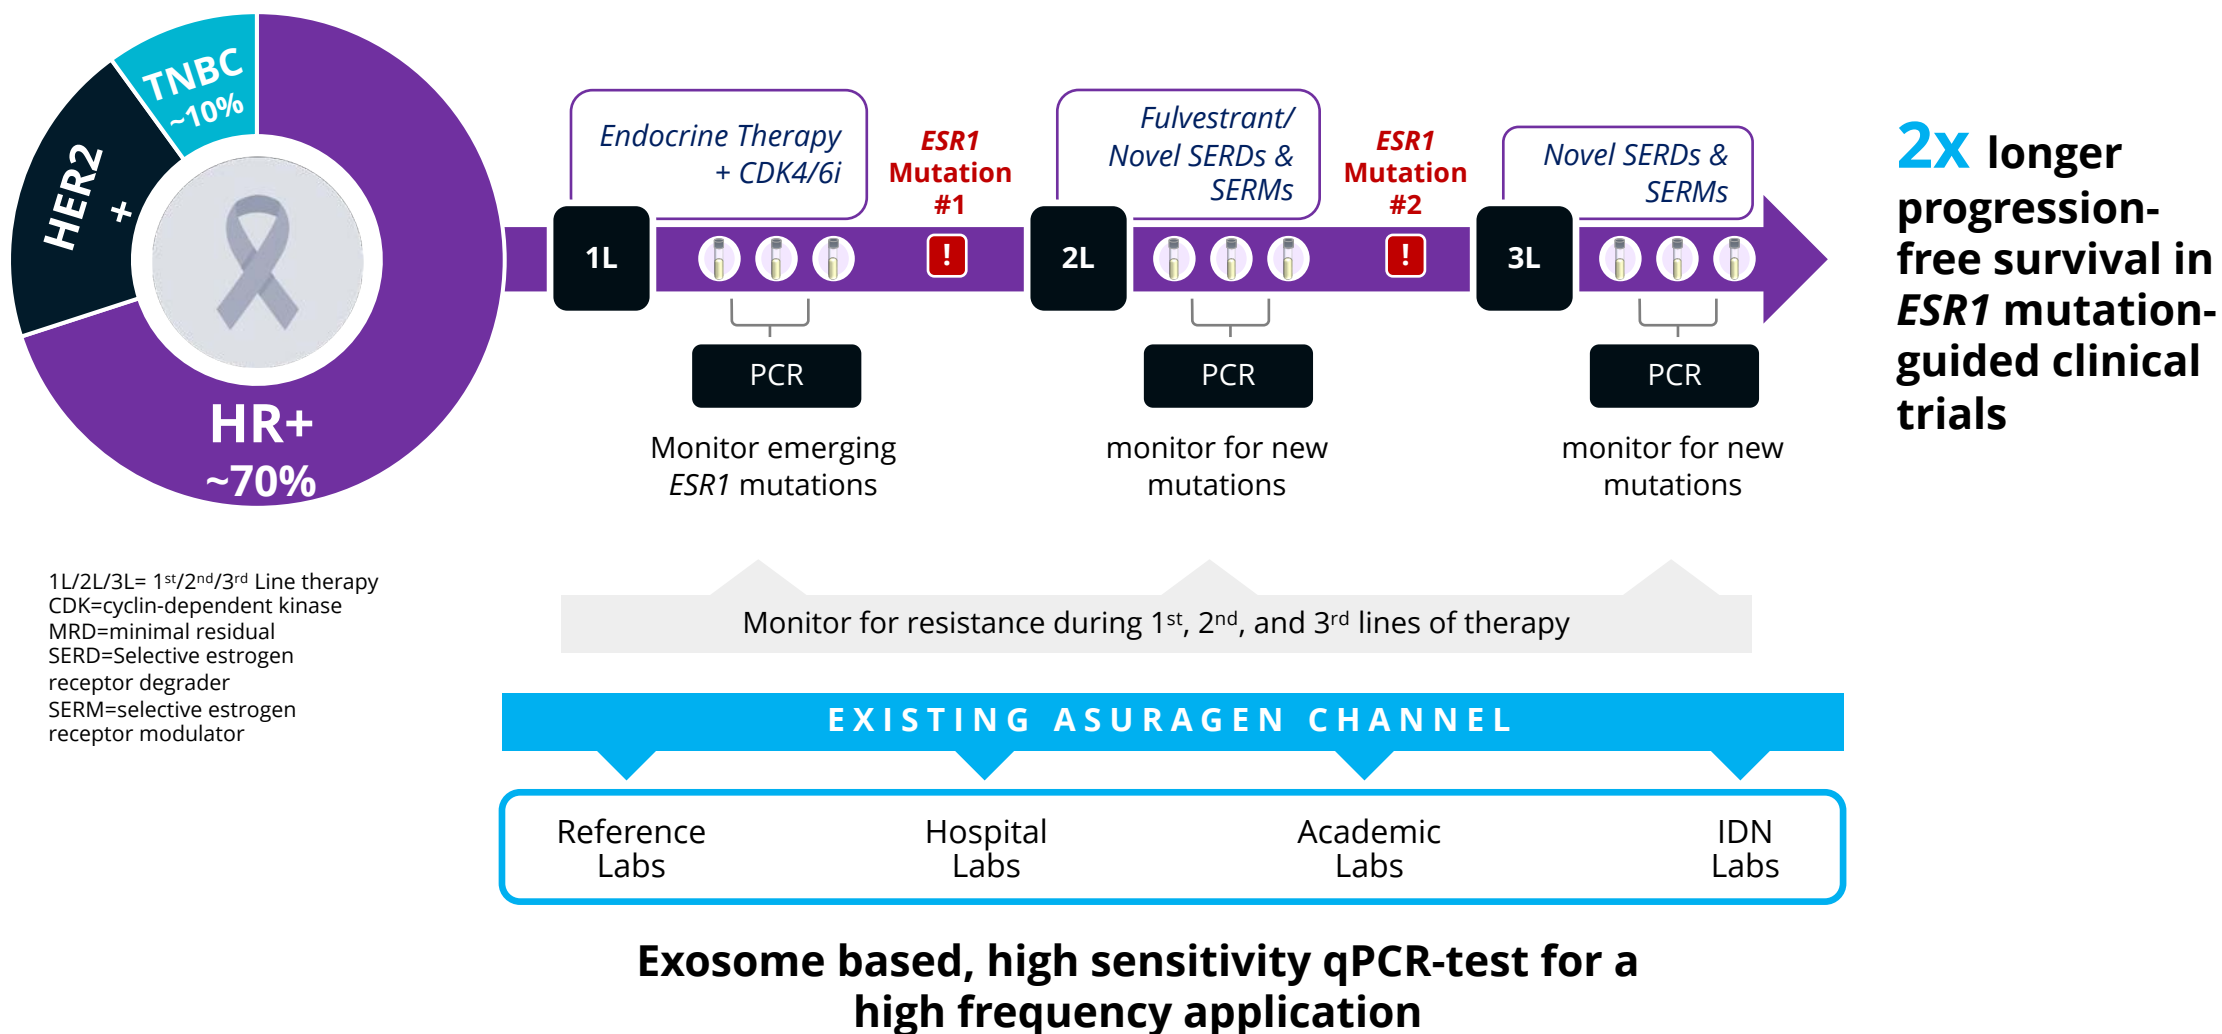 TNBC
~10%
HER2
+
HR+
~70%
Endocrine Therapy
+ CDK4/6i
ESR1
Mutation
#1
Fulvestrant/
Novel SERDs &
SERMs
ESR1
Mutation
#2
Novel SERDs &
SERMs
1L
!
2L
!
3L
PCR
PCR
PCR
Monitor emerging
ESR1 mutations
monitor for new
mutations
monitor for new
mutations
2x longer
progression-
free survival in
ESR1 mutation-
guided clinical
trials
1L/2L/3L= 1st/2nd/3rd Line therapy
CDK=cyclin-dependent kinase
MRD=minimal residual
SERD=Selective estrogen
receptor degrader
SERM=selective estrogen
receptor modulator
Monitor for resistance during 1st, 2nd, and 3rd lines of therapy
EXISTING ASURAGEN CHANNEL
Reference
Labs
Hospital
Labs
Academic
Labs
IDN
Labs
Exosome based, high sensitivity qPCR-test for a
high frequency application